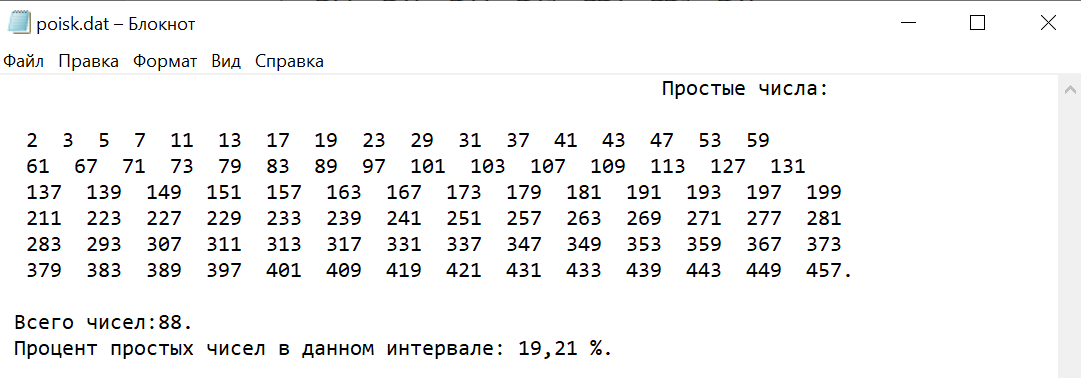 poisk.dat – Блокнот
Файл Правка Формат Вид Справка
Простые числа:
2 3 5 7 11 13 17 19 23 29 31 37 41 43 47 53 59
61 67 71 73 79 83 89 97 101 103 107 109 113 127 131
137 139 149 151 157 163 167 173 179 181 191 193 197 199
211 223 227 229 233 239 241 251 257 263 269 271 277 281
283 293 307 311 313 317 331 337 347 349 353 359 367 373
379 383 389 397 401 409 419 421 431 433 439 443 449 457.
Всего чисел:88.
Процент простых чисел в данном интервале: 19,21 %.